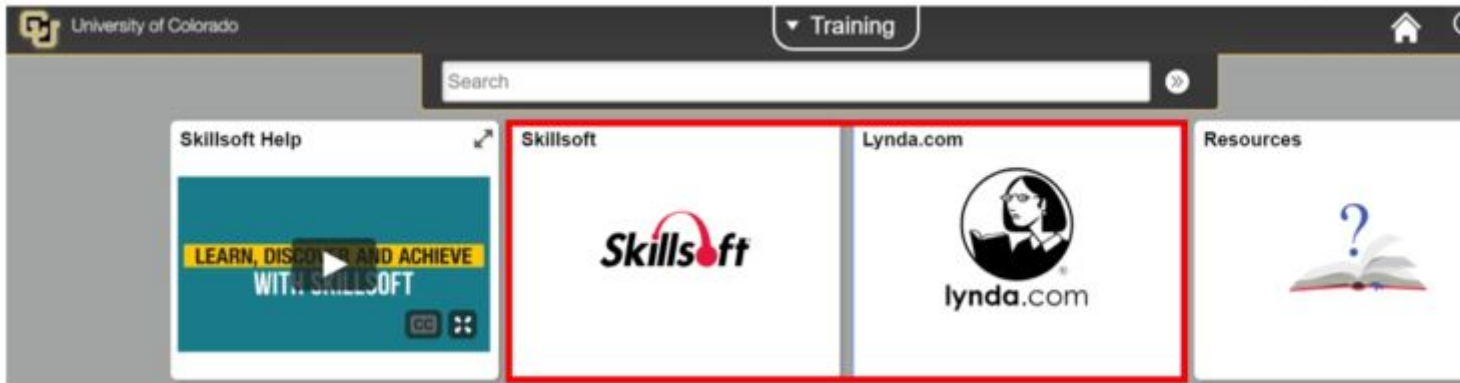 University of Colorado
Training
Search
Skillsoft Help
Skillsoft
Lynda.com
Resources
LEARN, DISCOVER AND ACHIEVE
WITH SKILLSOFT
CC
Skillsoft
lynda.com
?